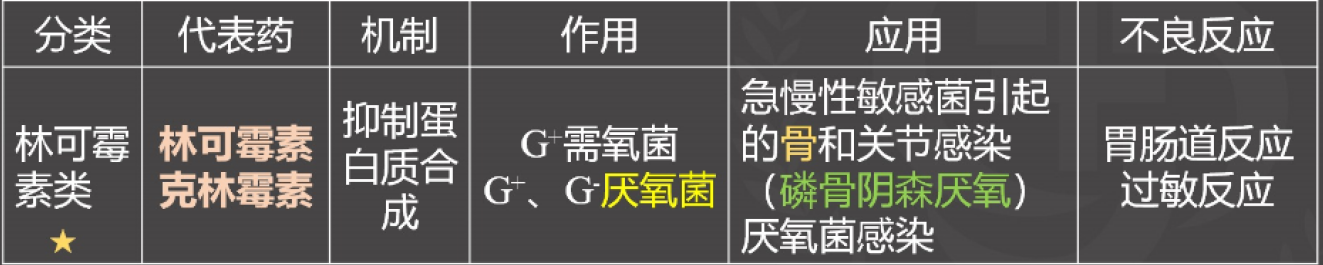 分类 代表药 机制 作用 应用 不良反应
林可霉
素类
★
林可霉素
克林霉素
抑制蛋
白质合
成
G⁺需氧菌
G⁺、G⁻厌氧菌
急慢性敏感菌引起
的骨和关节感染
（磷骨阴森厌氧）
厌氧菌感染
胃肠道反应
过敏反应